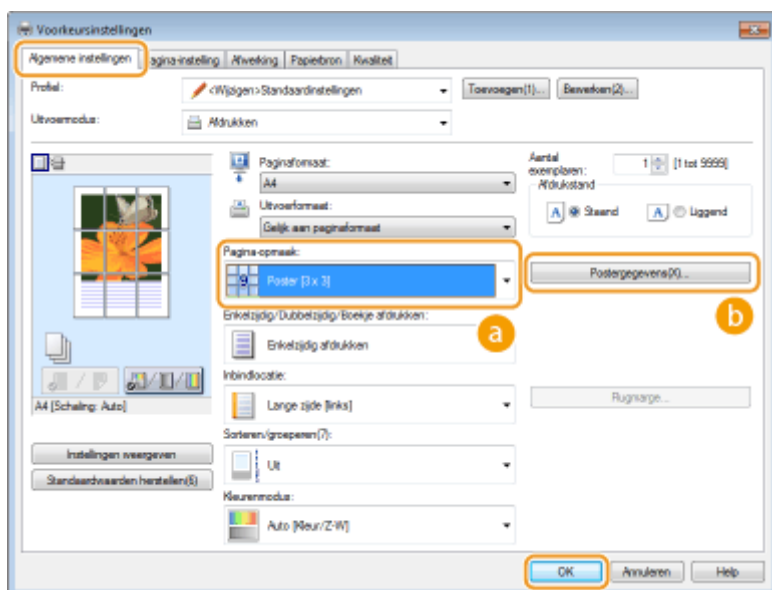 Voorkeursinstellingen
Algemene instellingen Pagina-instelling Afwerking Papierbron Kwaliteit
Profiel: <Wijzigen>Standaardinstellingen Toevoegen(1)... Bewerken(2)...
Uitvoermodus: Afdrukken
Paginaformaat:
A4
Uitvoerformaat:
Gelijk aan paginaformaat
Aantal
exemplaren: 1 [1 tot 9999]
Afdrukstand
A Staand A Liggend
Pagina-opmaak:
9 Poster [3 x 3]
a
Postergegevens(X)...
b
Enkelzijdig/Dubbelzijdig/Boekje afdrukken:
Enkelzijdig afdrukken
Inbindlocatie:
Lange zijde [links]
Rugmarge...
A4 [Schaling: Auto]
Sorteren/groeperen(7):
Uit
Instellingen weergeven
Standaardwaarden herstellen(6)
Kleurenmodus:
Auto [Kleur/Z-W]
OK Annuleren Help